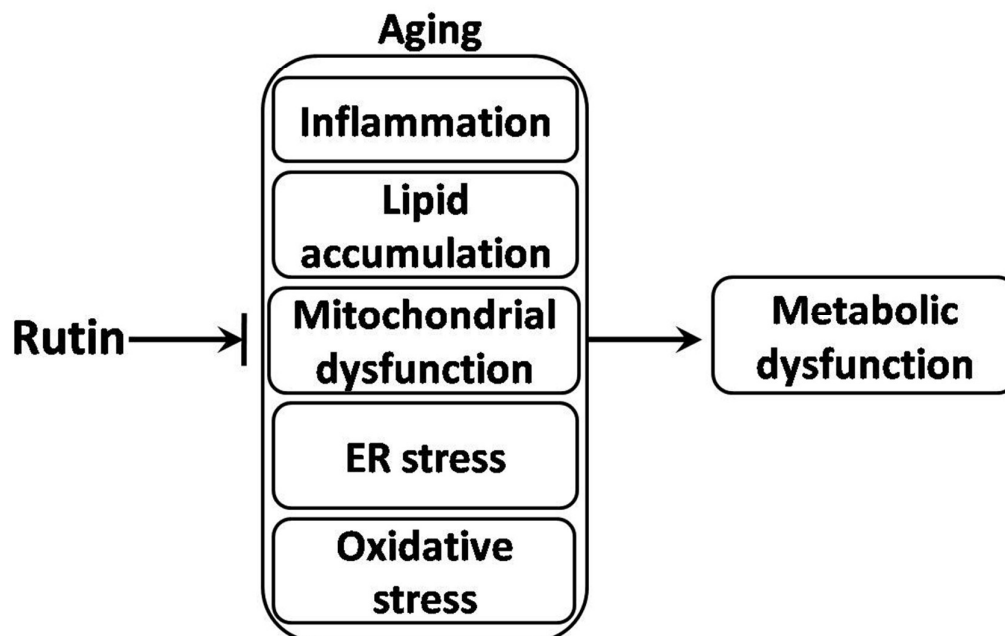 Aging
Inflammation
Lipid
accumulation
Rutin
Mitochondrial
dysfunction
ER stress
Oxidative
stress
Metabolic
dysfunction